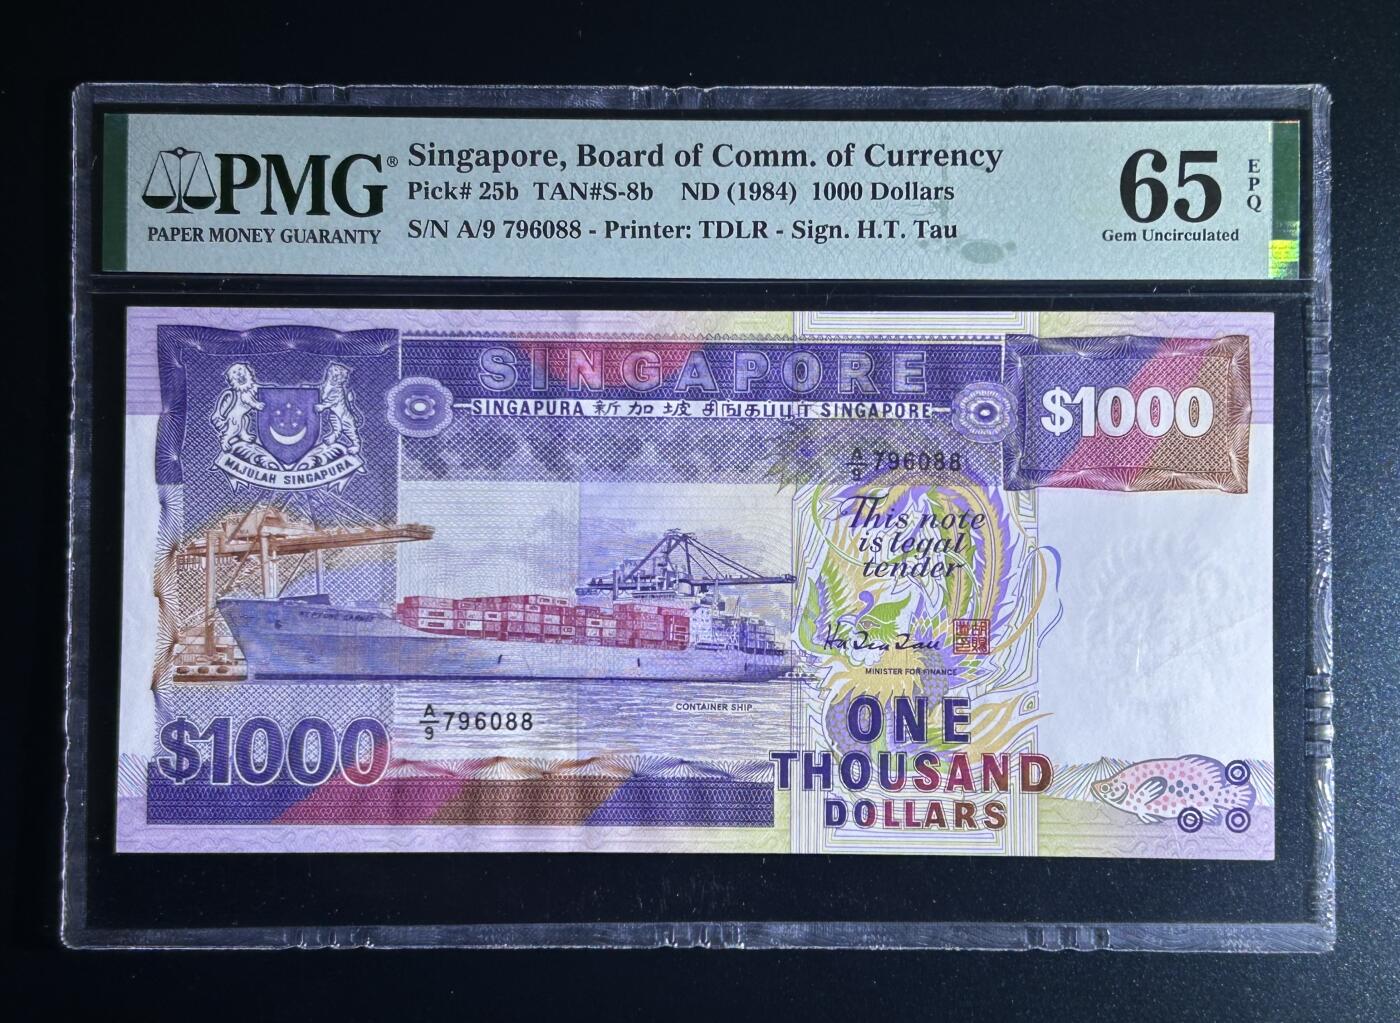 PMG®
PAPER MONEY GUARANTY
Singapore, Board of Comm. of Currency
Pick# 25b TAN#S-8b ND (1984) 1000 Dollars
S/N A/9 796088 - Printer: TDLR - Sign. H.T. Tau
65
EPQ
Gem Uncirculated
SINGAPORE
SINGAPURA 新加坡 சிங்கப்பூர் SINGAPORE
$1000
MAJULAH SINGAPURA
A/9 796088
This note
is legal
tender
MINISTER FOR FINANCE
CONTAINER SHIP
A/9 796088
$1000
ONE
THOUSAND
DOLLARS